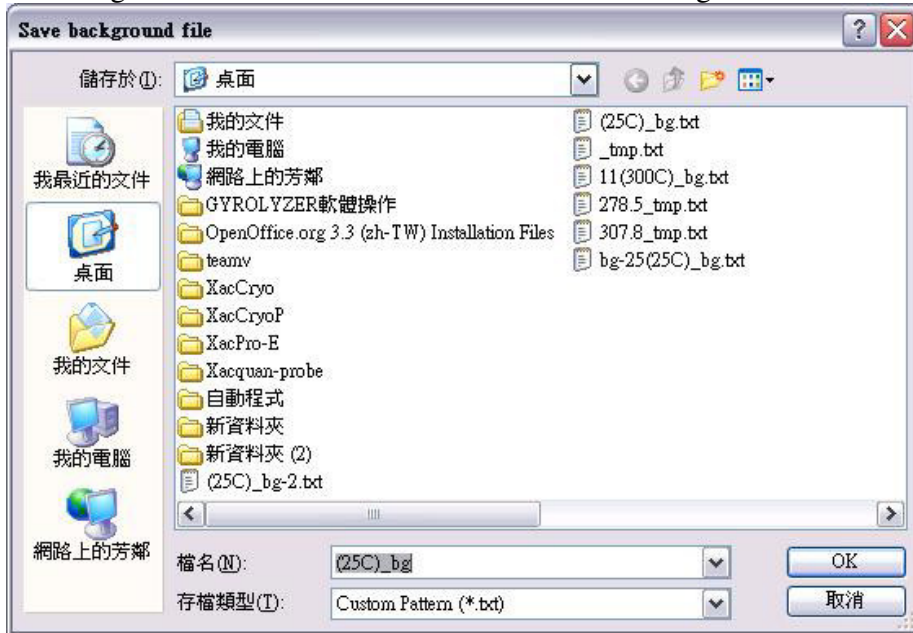 Save background file
儲存於(I):
桌面
我最近的文件
桌面
我的文件
我的電腦
網路上的芳鄰
我的文件
我的電腦
網路上的芳鄰
GYROLYZER軟體操作
OpenOffice.org 3.3 (zh-TW) Installation Files
teamv
XacCryo
XacCryoP
XacPro-E
Xacquan-probe
自動程式
新資料夾
新資料夾 (2)
(25C)_bg-2.txt
(25C)_bg.txt
_tmp.txt
11(300C)_bg.txt
278.5_tmp.txt
307.8_tmp.txt
bg-25(25C)_bg.txt
檔名(N):
(25C)_bg
OK
存檔類型(T):
Custom Pattern (*.txt)
取消